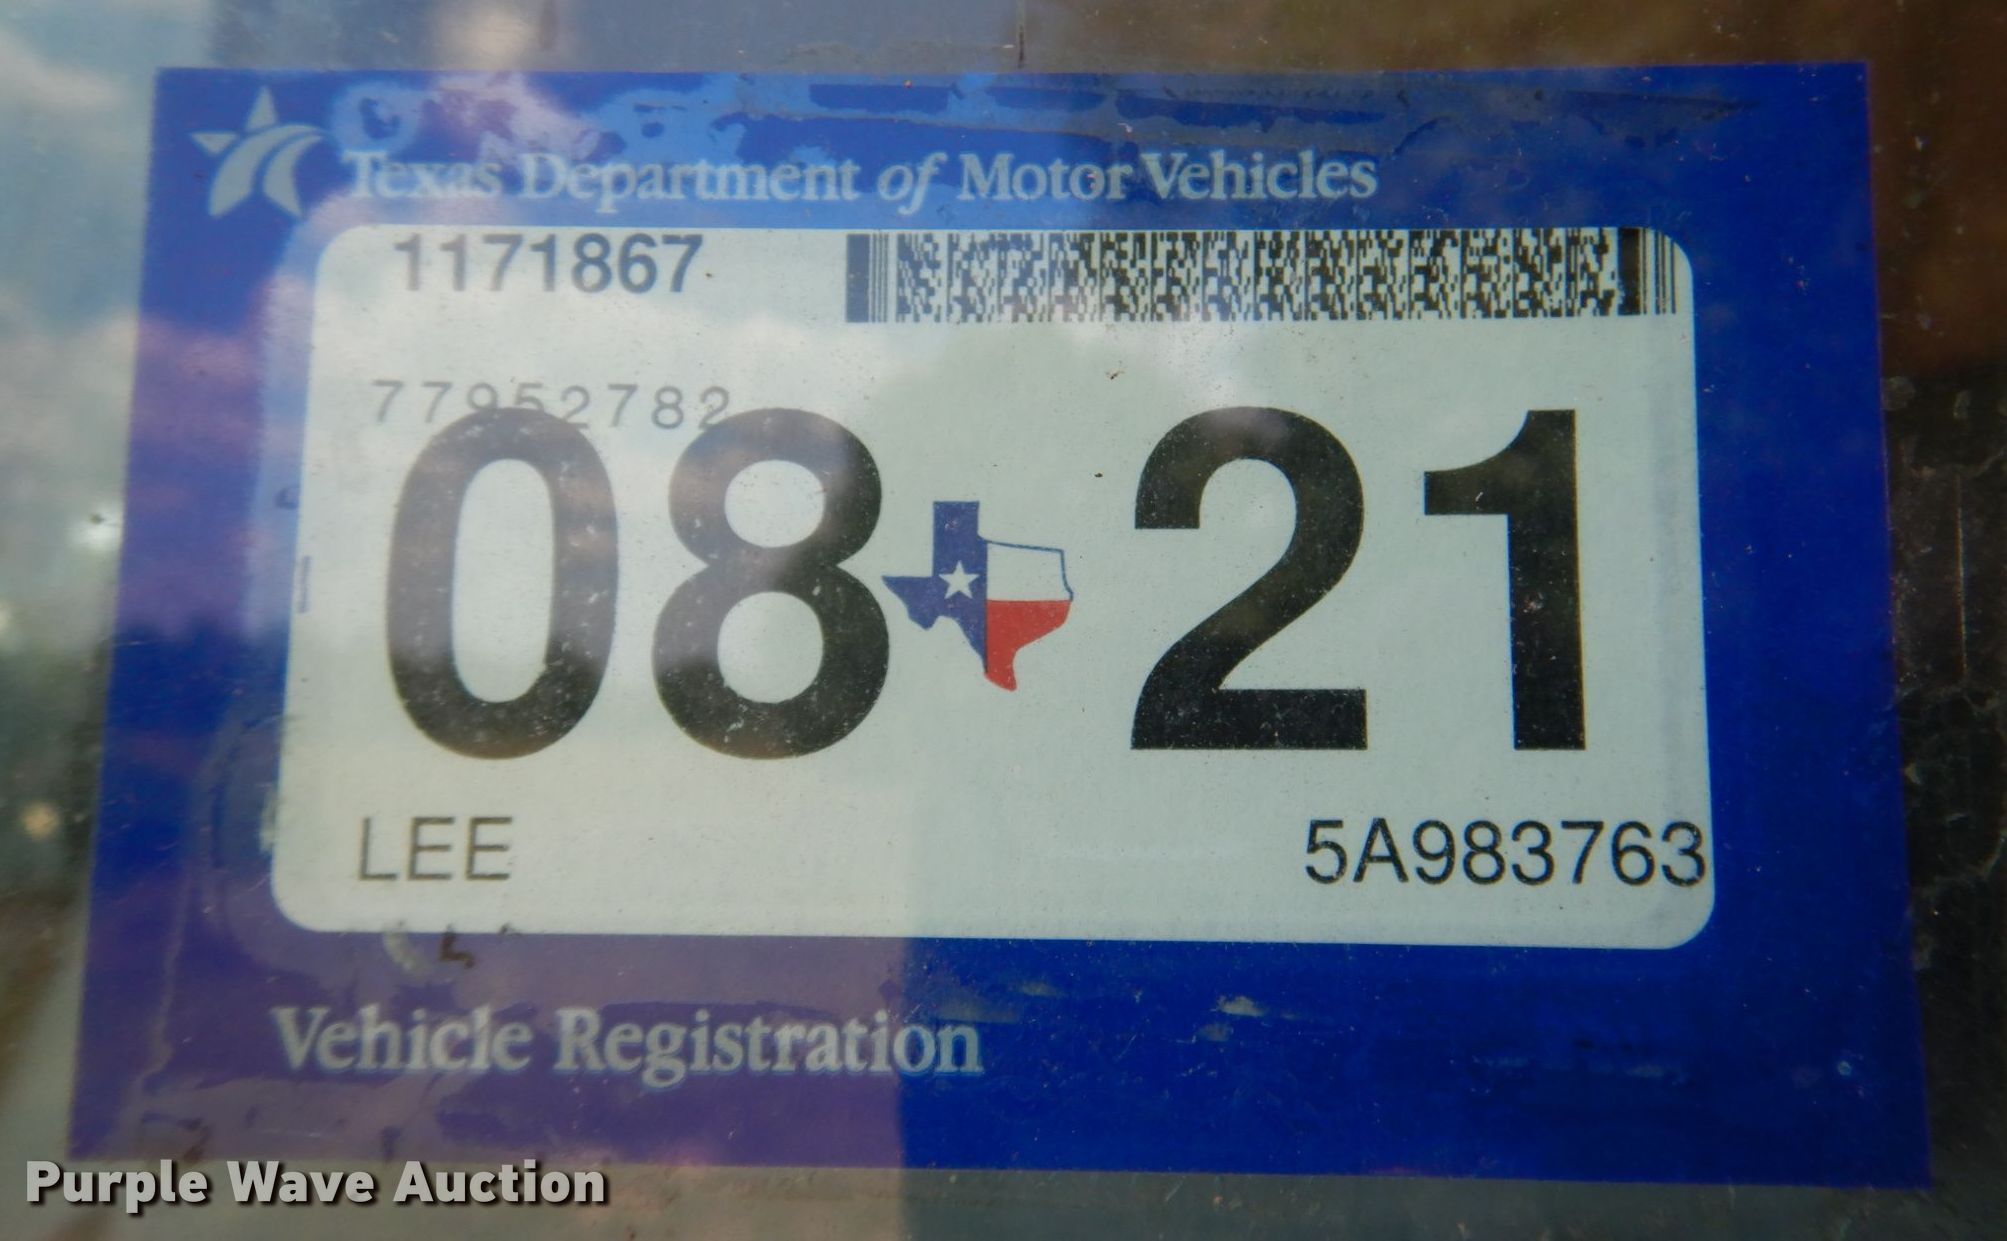 Texas Department of Motor Vehicles
1171867
77952782
08 21
LEE 5A983763
Vehicle Registration
Purple Wave Auction